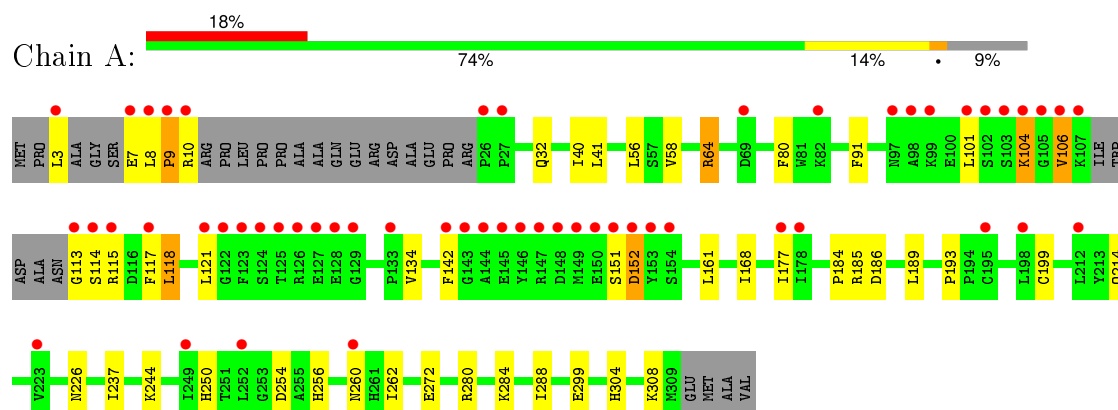 18%
Chain A:
74% 14% • 9%
MET PRO L3 ALA GLY SER E7 L8 P9 R10 ARG PRO LEU PRO PRO ALA ALA GLN GLU ARG ASP ALA GLU PRO ARG P26 P27 Q32 I40 L41 L56 S57 V58 R64 D69 F80 W81 K82 F91 N97 A98 K99 E100 L101 S102 S103 K104 G105 V106 K107 ILE TRP
ASP ALA ASN G113 S114 R115 D116 F117 L118 L121 G122 F123 S124 T125 R126 E127 E128 G129 P133 V134 F142 G143 A144 E145 Y146 R147 D148 M149 E150 S151 D152 Y153 S154 L161 I168 I177 I178 P184 R185 D186 L189 P193 P194 C195 L198 C199 L212 Y213 Q214
V223 N226 I237 K244 I249 H250 T251 L252 G253 D254 A255 H256 N260 H261 I262 E272 R280 K284 I288 E299 H304 K308 M309 GLU MET ALA VAL